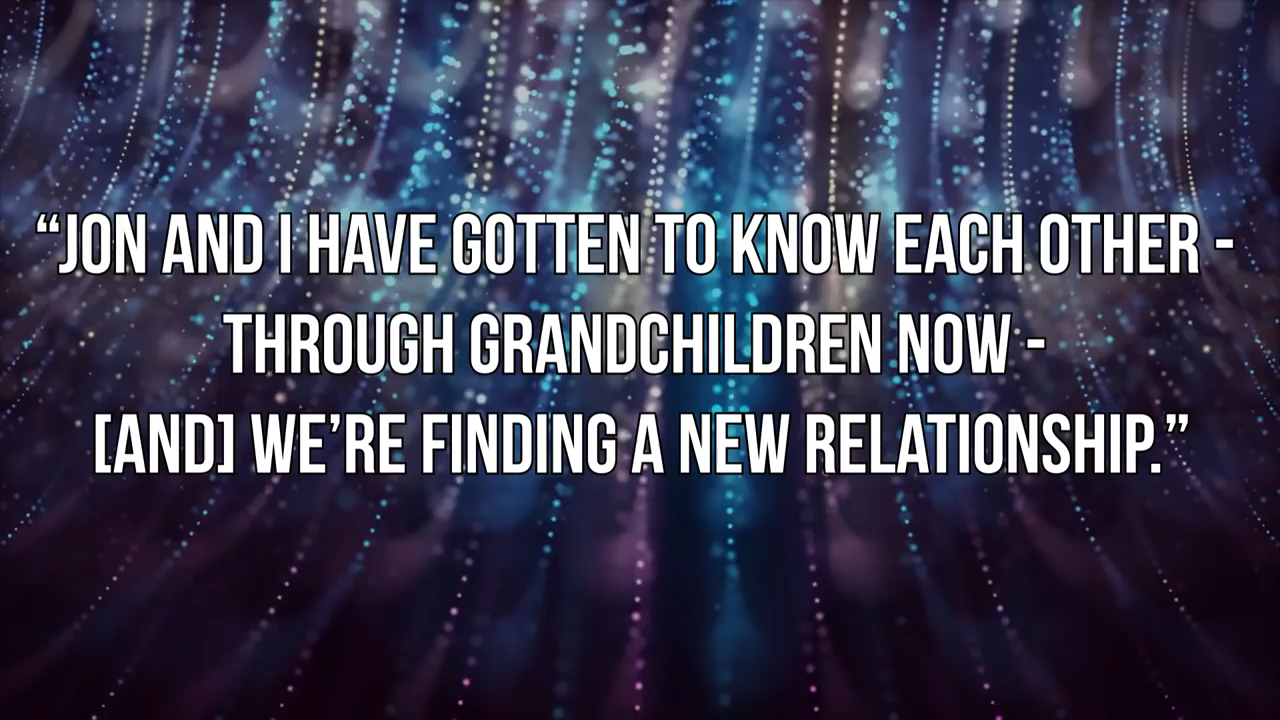 “JON AND I HAVE GOTTEN TO KNOW EACH OTHER -
THROUGH GRANDCHILDREN NOW -
[AND] WE’RE FINDING A NEW RELATIONSHIP.”